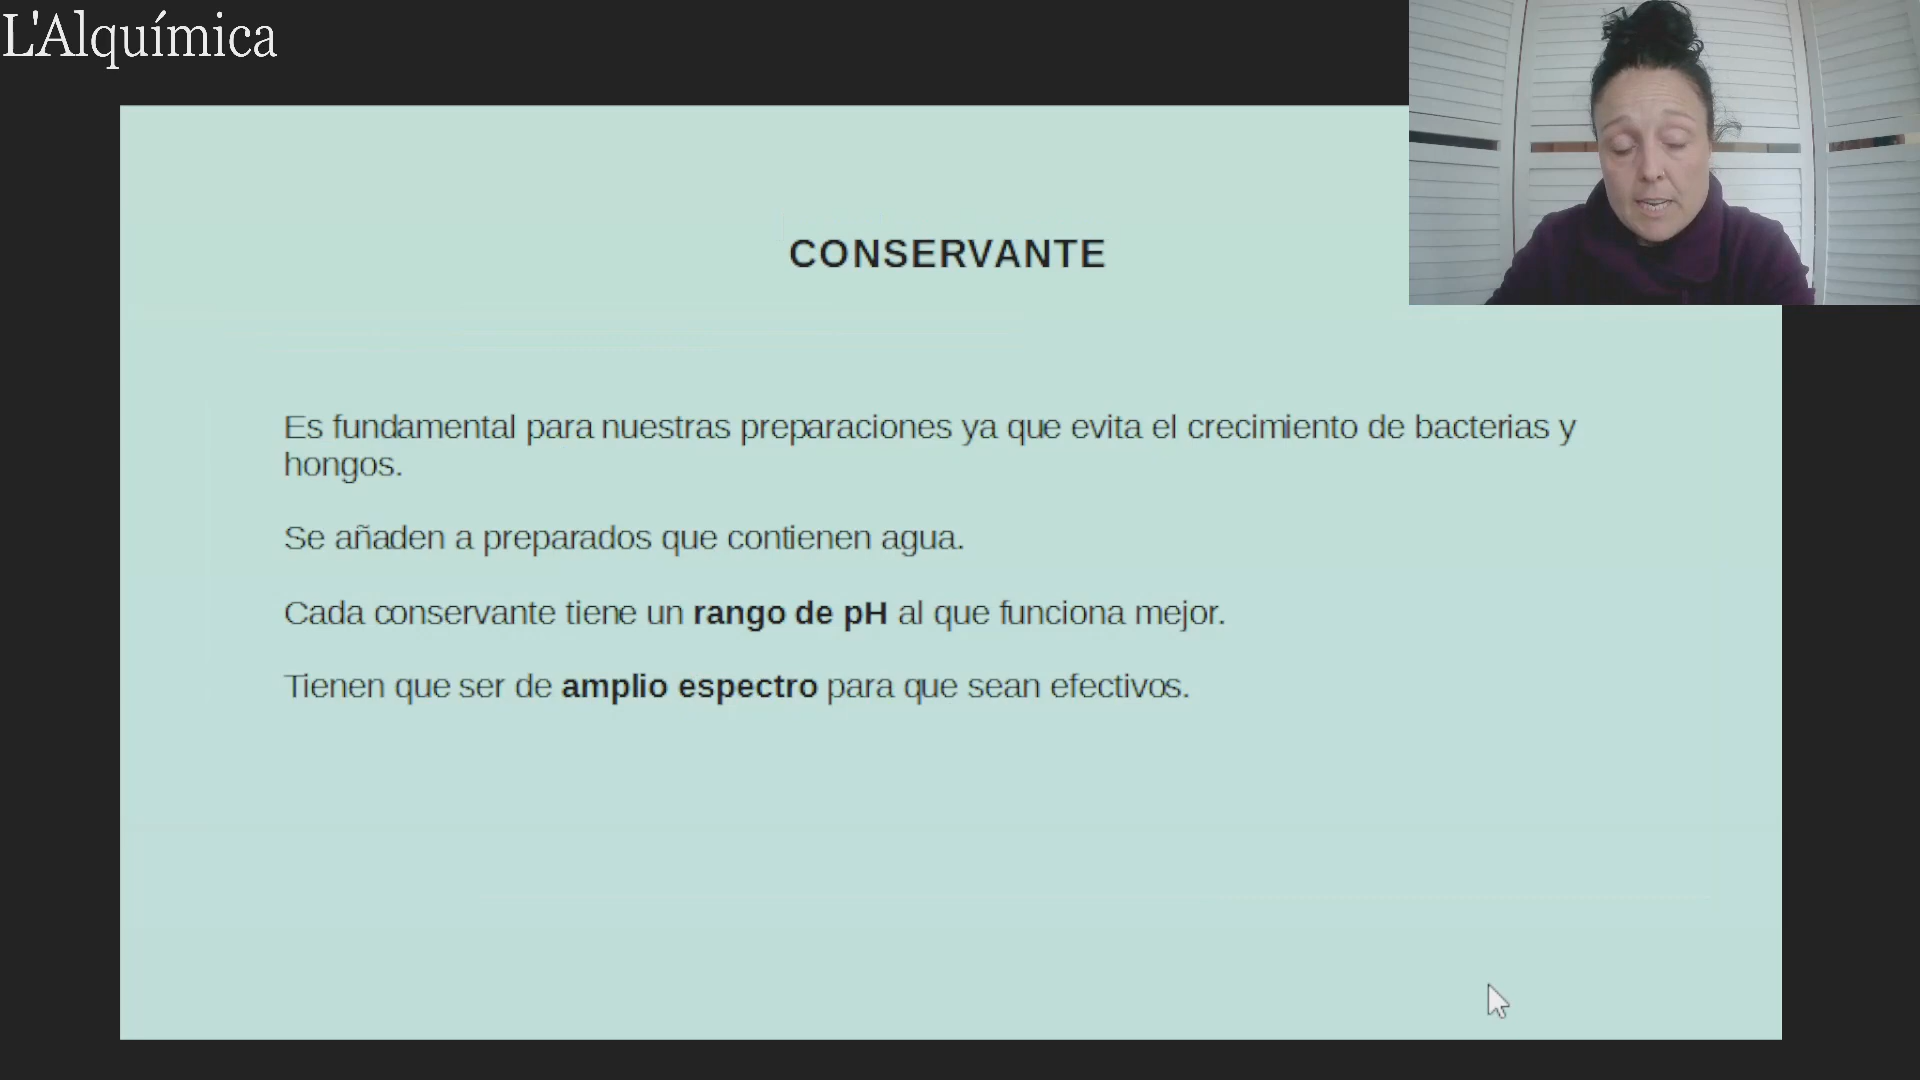 L'Alquímica
CONSERVANTE
Es fundamental para nuestras preparaciones ya que evita el crecimiento de bacterias y
hongos.
Se añaden a preparados que contienen agua.
Cada conservante tiene un rango de pH al que funciona mejor.
Tienen que ser de amplio espectro para que sean efectivos.